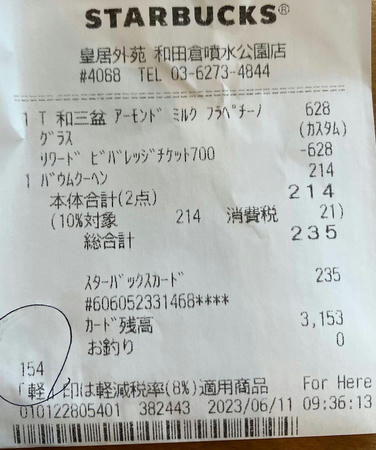 STARBUCKS®
皇居外苑 和田倉噴水公園店
#4068 TEL 03-6273-4844
1 T 和三盆 ｱｰﾓﾝﾄﾞ ﾐﾙｸ ﾌﾗﾍﾟﾁｰﾉ 628
ｸﾞﾗｽ (ｶｽﾀﾑ)
ﾘﾜｰﾄﾞ ﾋﾞﾊﾞﾚｯｼﾞﾁｹｯﾄ700 -628
1 ﾊﾞｳﾑｸｰﾍﾝ 214
本体合計(2点) 214
(10%対象 214 消費税 21)
総合計 235
ｽﾀｰﾊﾞｯｸｽｶｰﾄﾞ 235
#606052331468****
ｶｰﾄﾞ残高 3,153
お釣り 0
154
「軽」印は軽減税率(8%)適用商品 For Here
010122805401 382443 2023/06/11 09:36:13